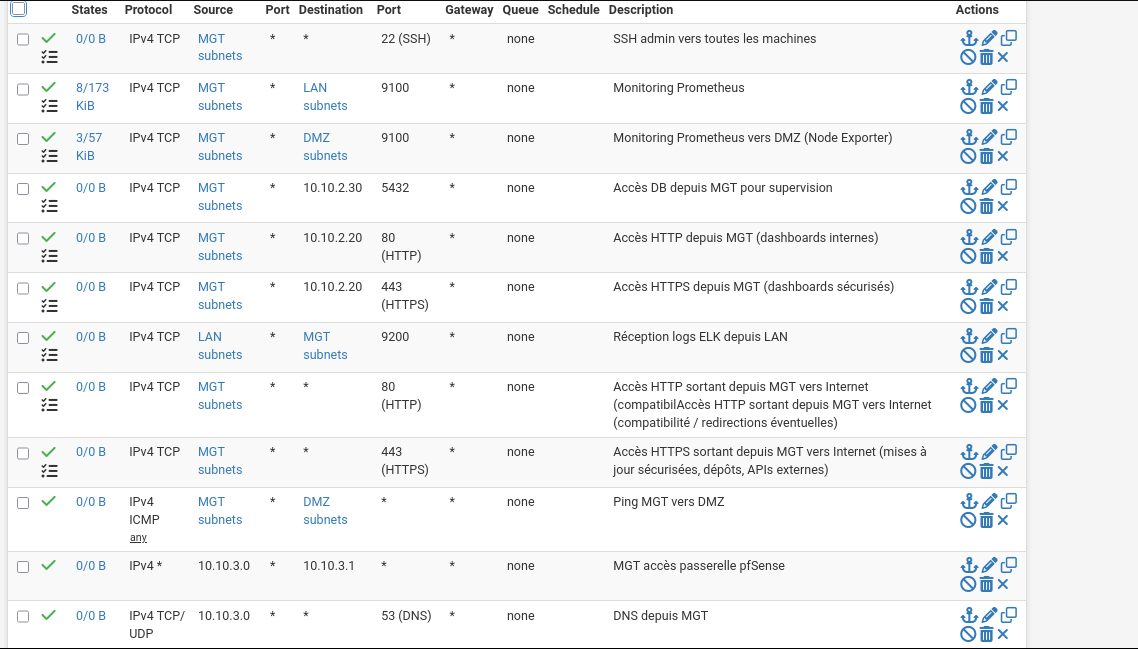 States Protocol Source Port Destination Port Gateway Queue Schedule Description Actions
0/0 B IPv4 TCP MGT * * 22 (SSH) * none SSH admin vers toutes les machines
subnets
8/173 IPv4 TCP MGT * LAN 9100 * none Monitoring Prometheus
KiB subnets subnets
3/57 IPv4 TCP MGT * DMZ 9100 * none Monitoring Prometheus vers DMZ (Node Exporter)
KiB subnets subnets
0/0 B IPv4 TCP MGT * 10.10.2.30 5432 * none Accès DB depuis MGT pour supervision
subnets
0/0 B IPv4 TCP MGT * 10.10.2.20 80 * none Accès HTTP depuis MGT (dashboards internes)
subnets (HTTP)
0/0 B IPv4 TCP MGT * 10.10.2.20 443 * none Accès HTTPS depuis MGT (dashboards sécurisés)
subnets (HTTPS)
0/0 B IPv4 TCP LAN * MGT 9200 * none Réception logs ELK depuis LAN
subnets subnets
0/0 B IPv4 TCP MGT * * 80 * none Accès HTTP sortant depuis MGT vers Internet
subnets (HTTP) (compatibilAccès HTTP sortant depuis MGT vers Internet
(compatibilité / redirections éventuelles)
0/0 B IPv4 TCP MGT * * 443 * none Accès HTTPS sortant depuis MGT vers Internet (mises à
subnets (HTTPS) jour sécurisées, dépôts, APIs externes)
0/0 B IPv4 MGT * DMZ * * none Ping MGT vers DMZ
ICMP subnets subnets
any
0/0 B IPv4 * 10.10.3.0 * 10.10.3.1 * * none MGT accès passerelle pfSense
0/0 B IPv4 TCP/ 10.10.3.0 * * 53 (DNS) * none DNS depuis MGT
UDP